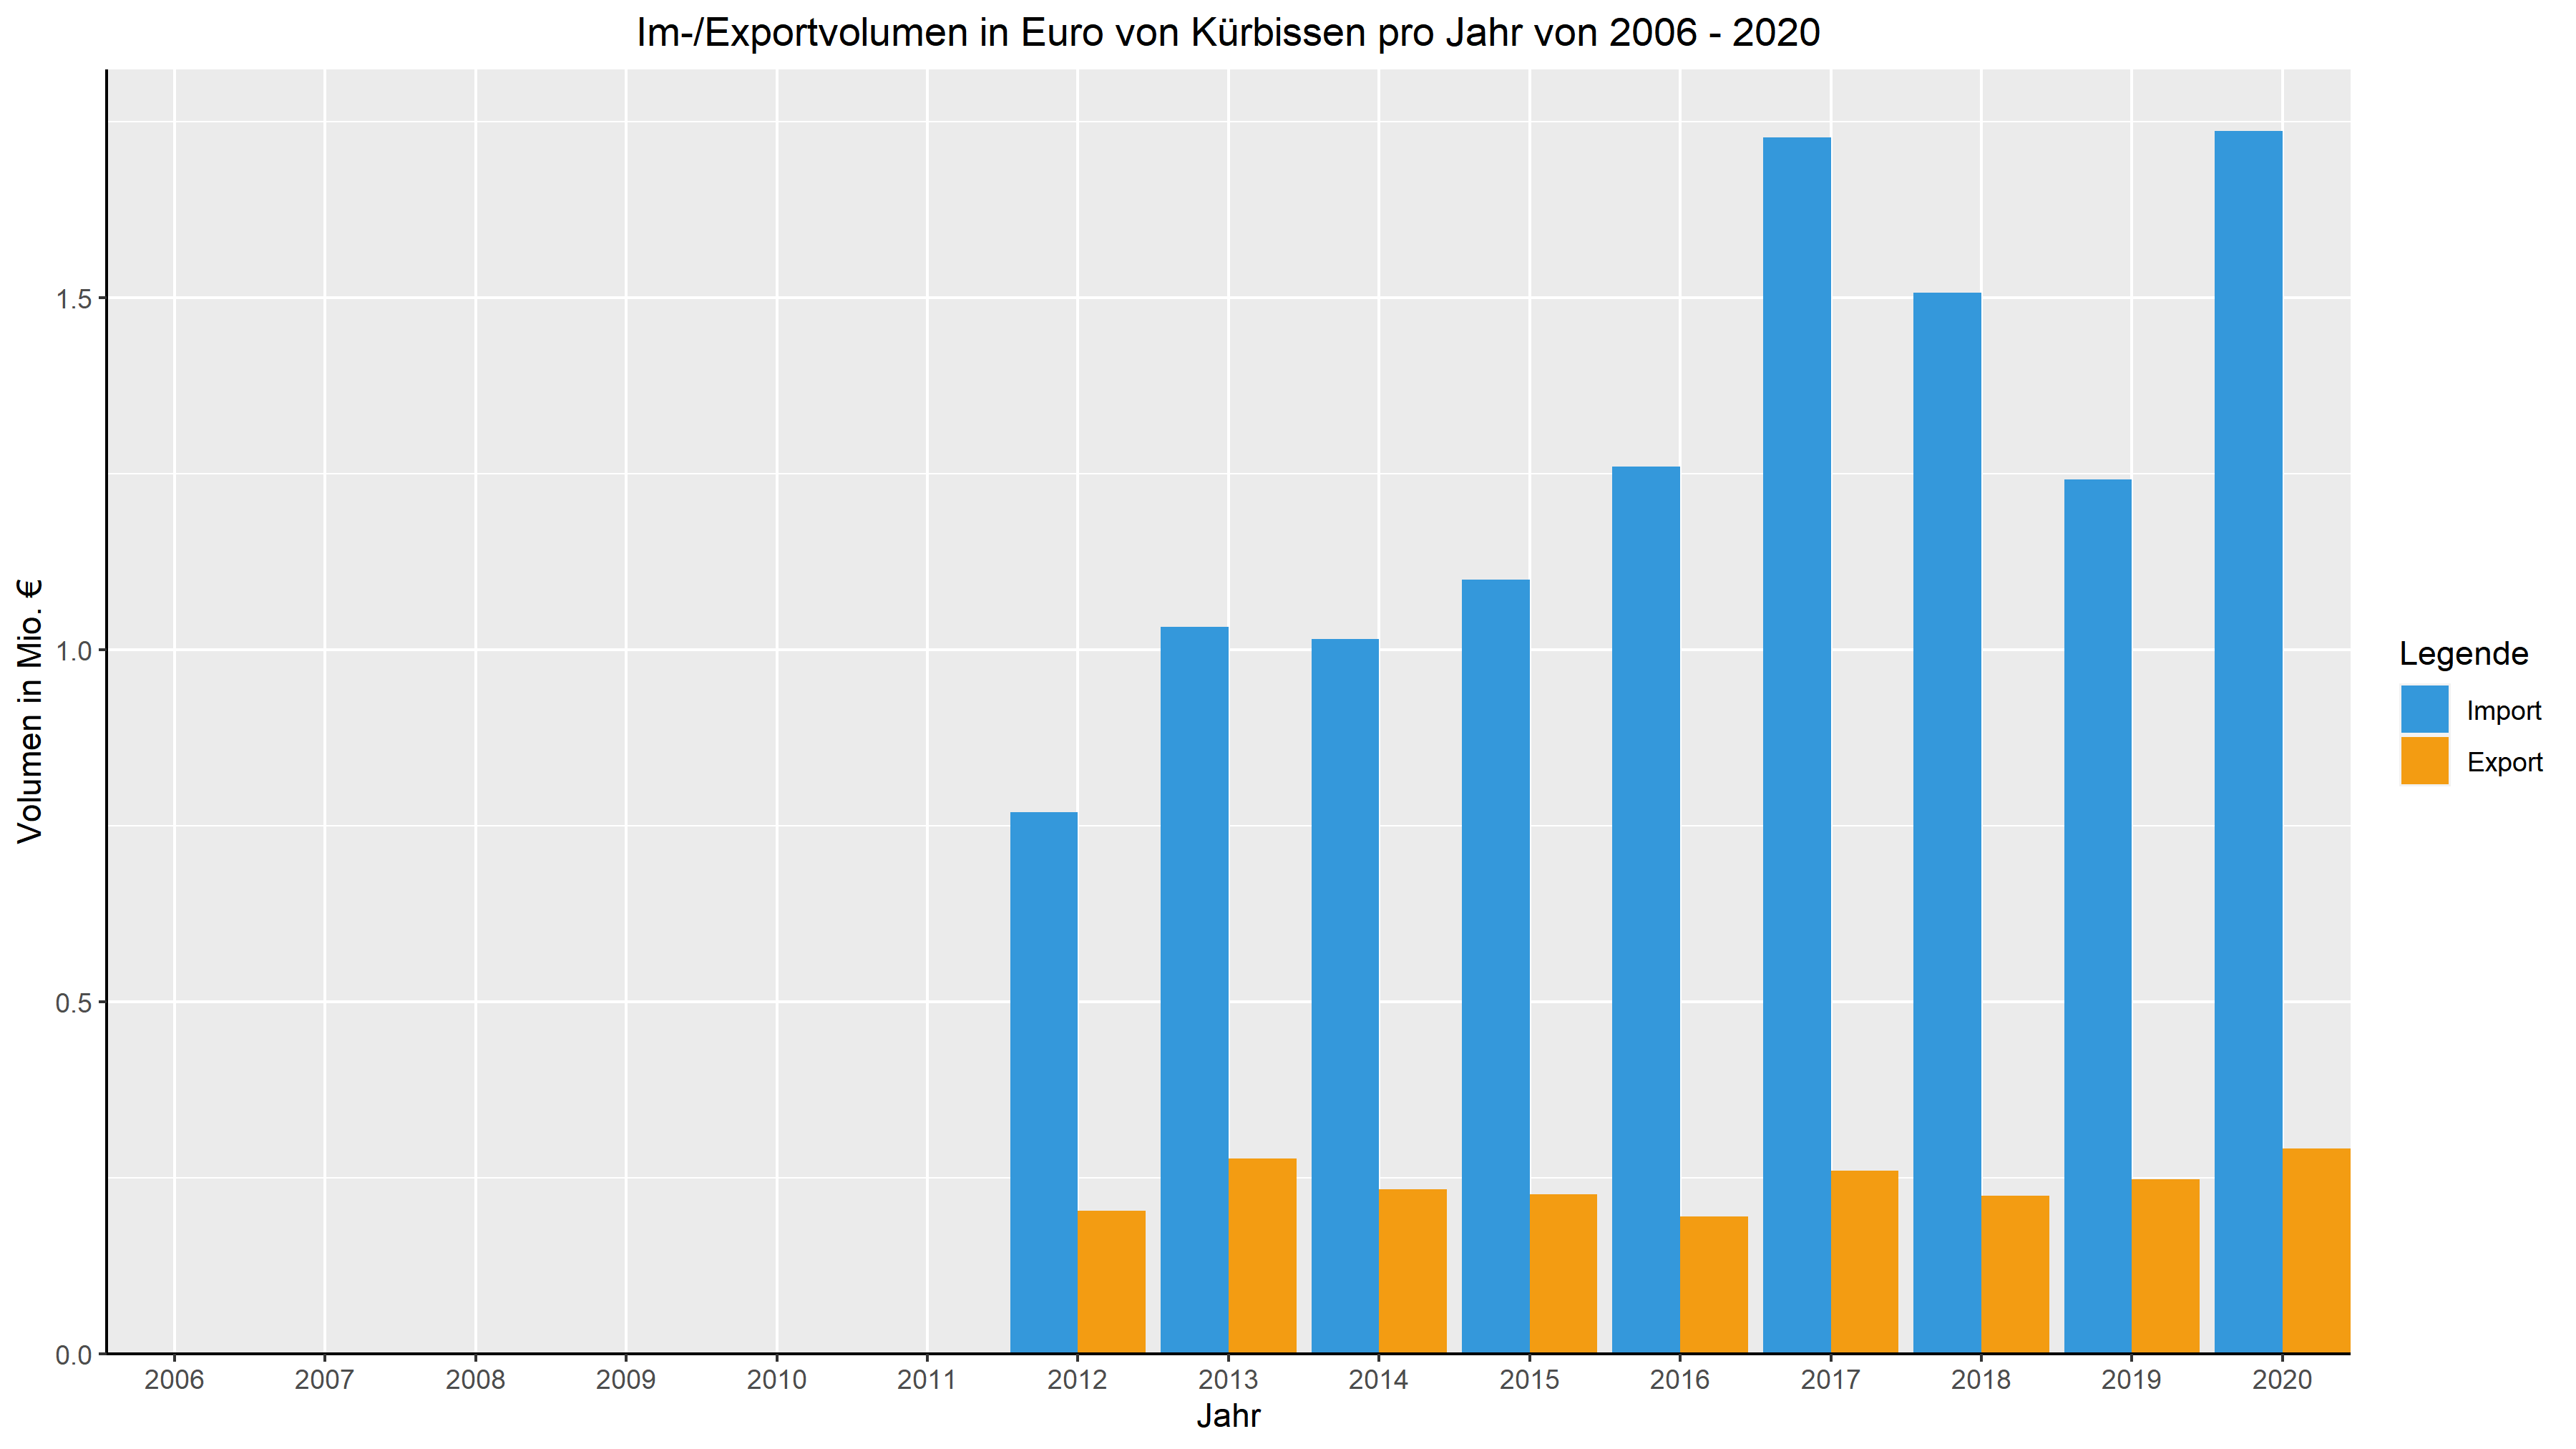 Im-/Exportvolumen in Euro von Kürbissen pro Jahr von 2006 - 2020
Volumen in Mio. €
1.5
1.0
0.5
0.0
2006 2007 2008 2009 2010 2011 2012 2013 2014 2015 2016 2017 2018 2019 2020
Jahr
Legende
Import
Export